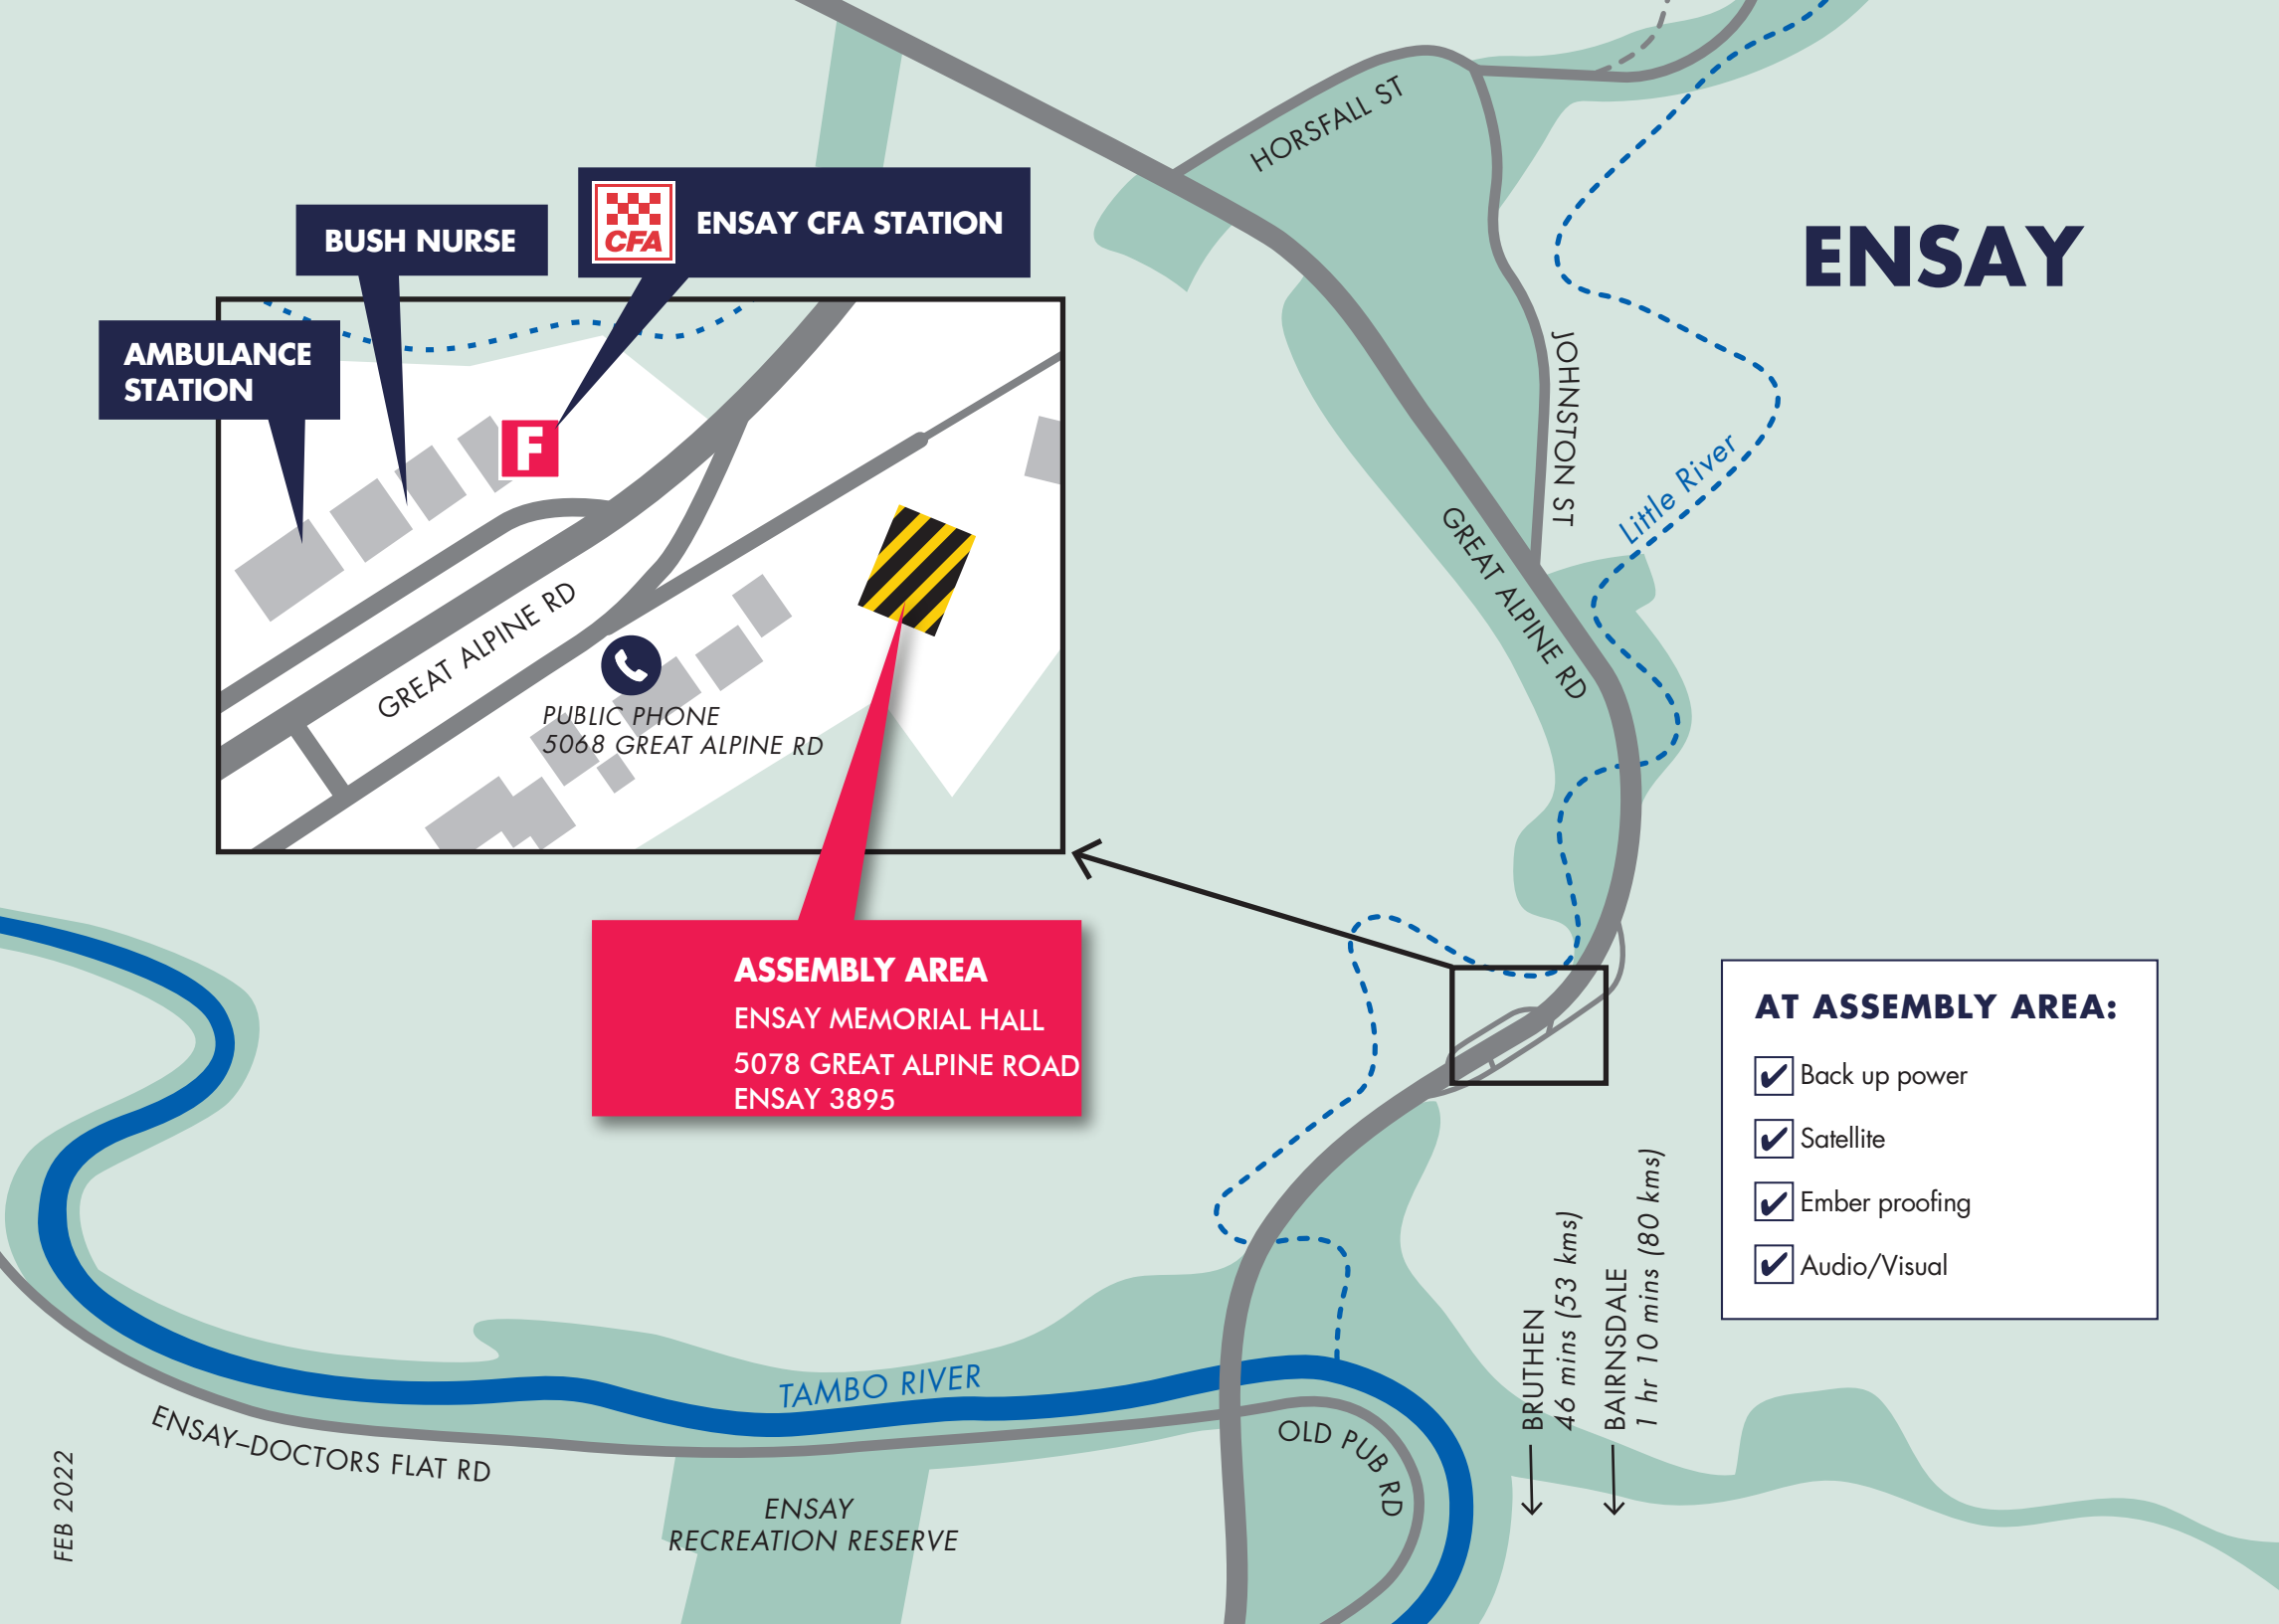 ENSAY
HORSFALL ST
JOHNSTON ST
Little River
GREAT ALPINE RD
BUSH NURSE
CFA
ENSAY CFA STATION
AMBULANCE
STATION
F
GREAT ALPINE RD
PUBLIC PHONE
5068 GREAT ALPINE RD
ASSEMBLY AREA
ENSAY MEMORIAL HALL
5078 GREAT ALPINE ROAD
ENSAY 3895
AT ASSEMBLY AREA:
Back up power
Satellite
Ember proofing
Audio/Visual
BRUTHEN
46 mins (53 kms)
BAIRNSDALE
1 hr 10 mins (80 kms)
TAMBO RIVER
OLD PUB RD
ENSAY–DOCTORS FLAT RD
ENSAY
RECREATION RESERVE
FEB 2022